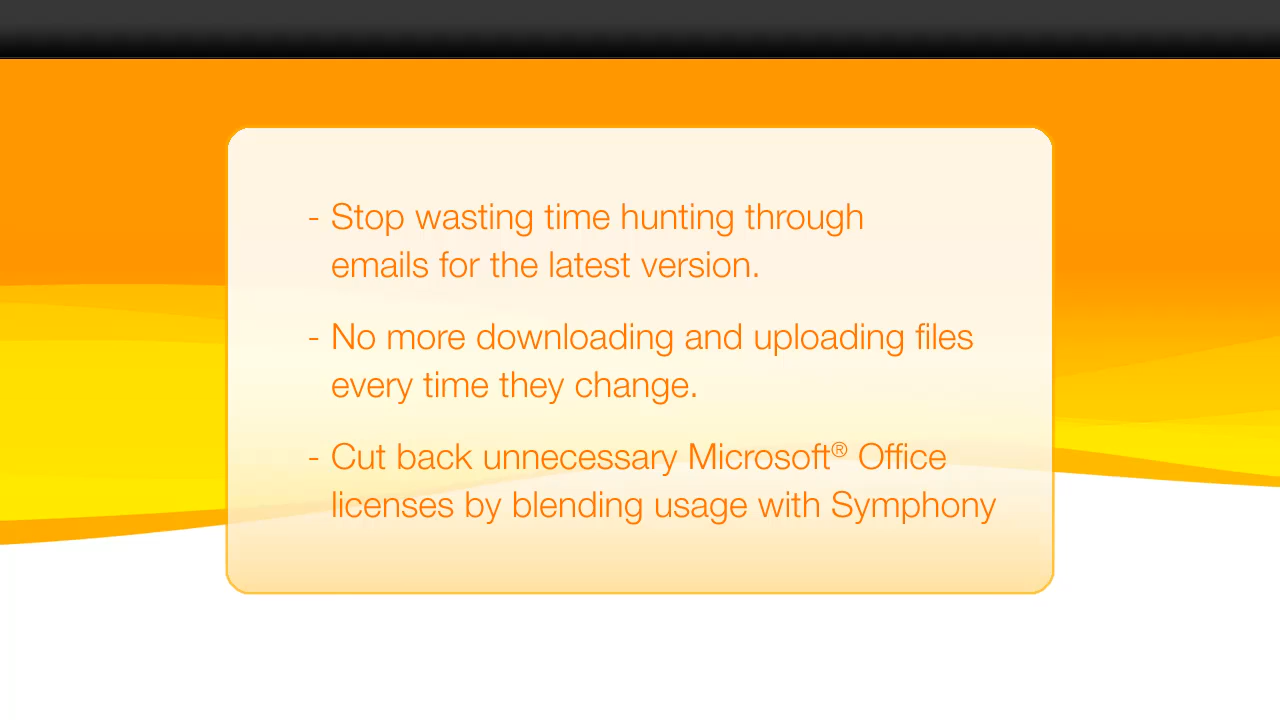 - Stop wasting time hunting through
emails for the latest version.
- No more downloading and uploading files
every time they change.
- Cut back unnecessary Microsoft® Office
licenses by blending usage with Symphony